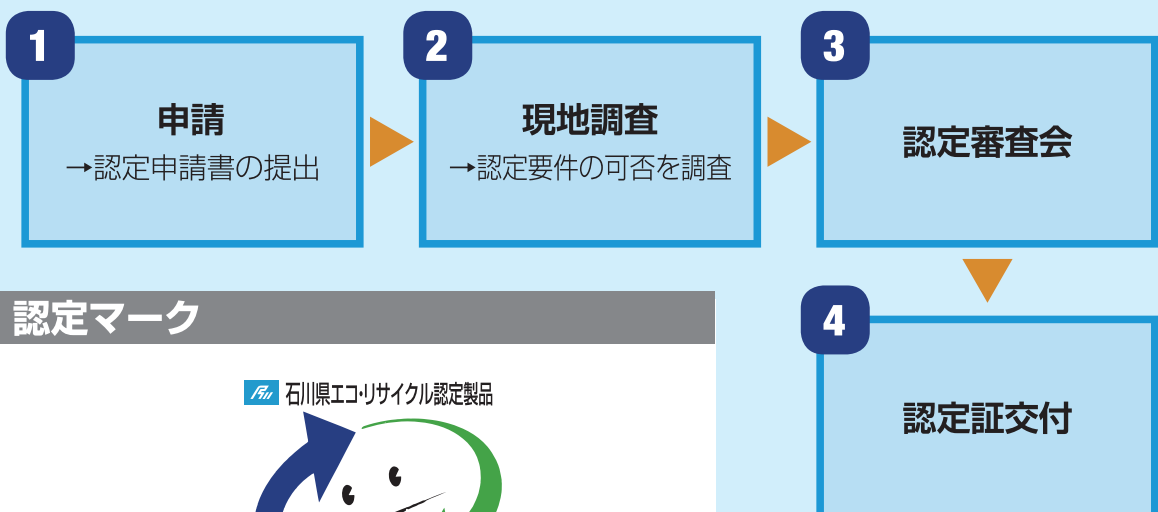 1
申請
→認定申請書の提出
2
現地調査
→認定要件の可否を調査
3
認定審査会
4
認定証交付
認定マーク
石川県エコ・リサイクル認定製品